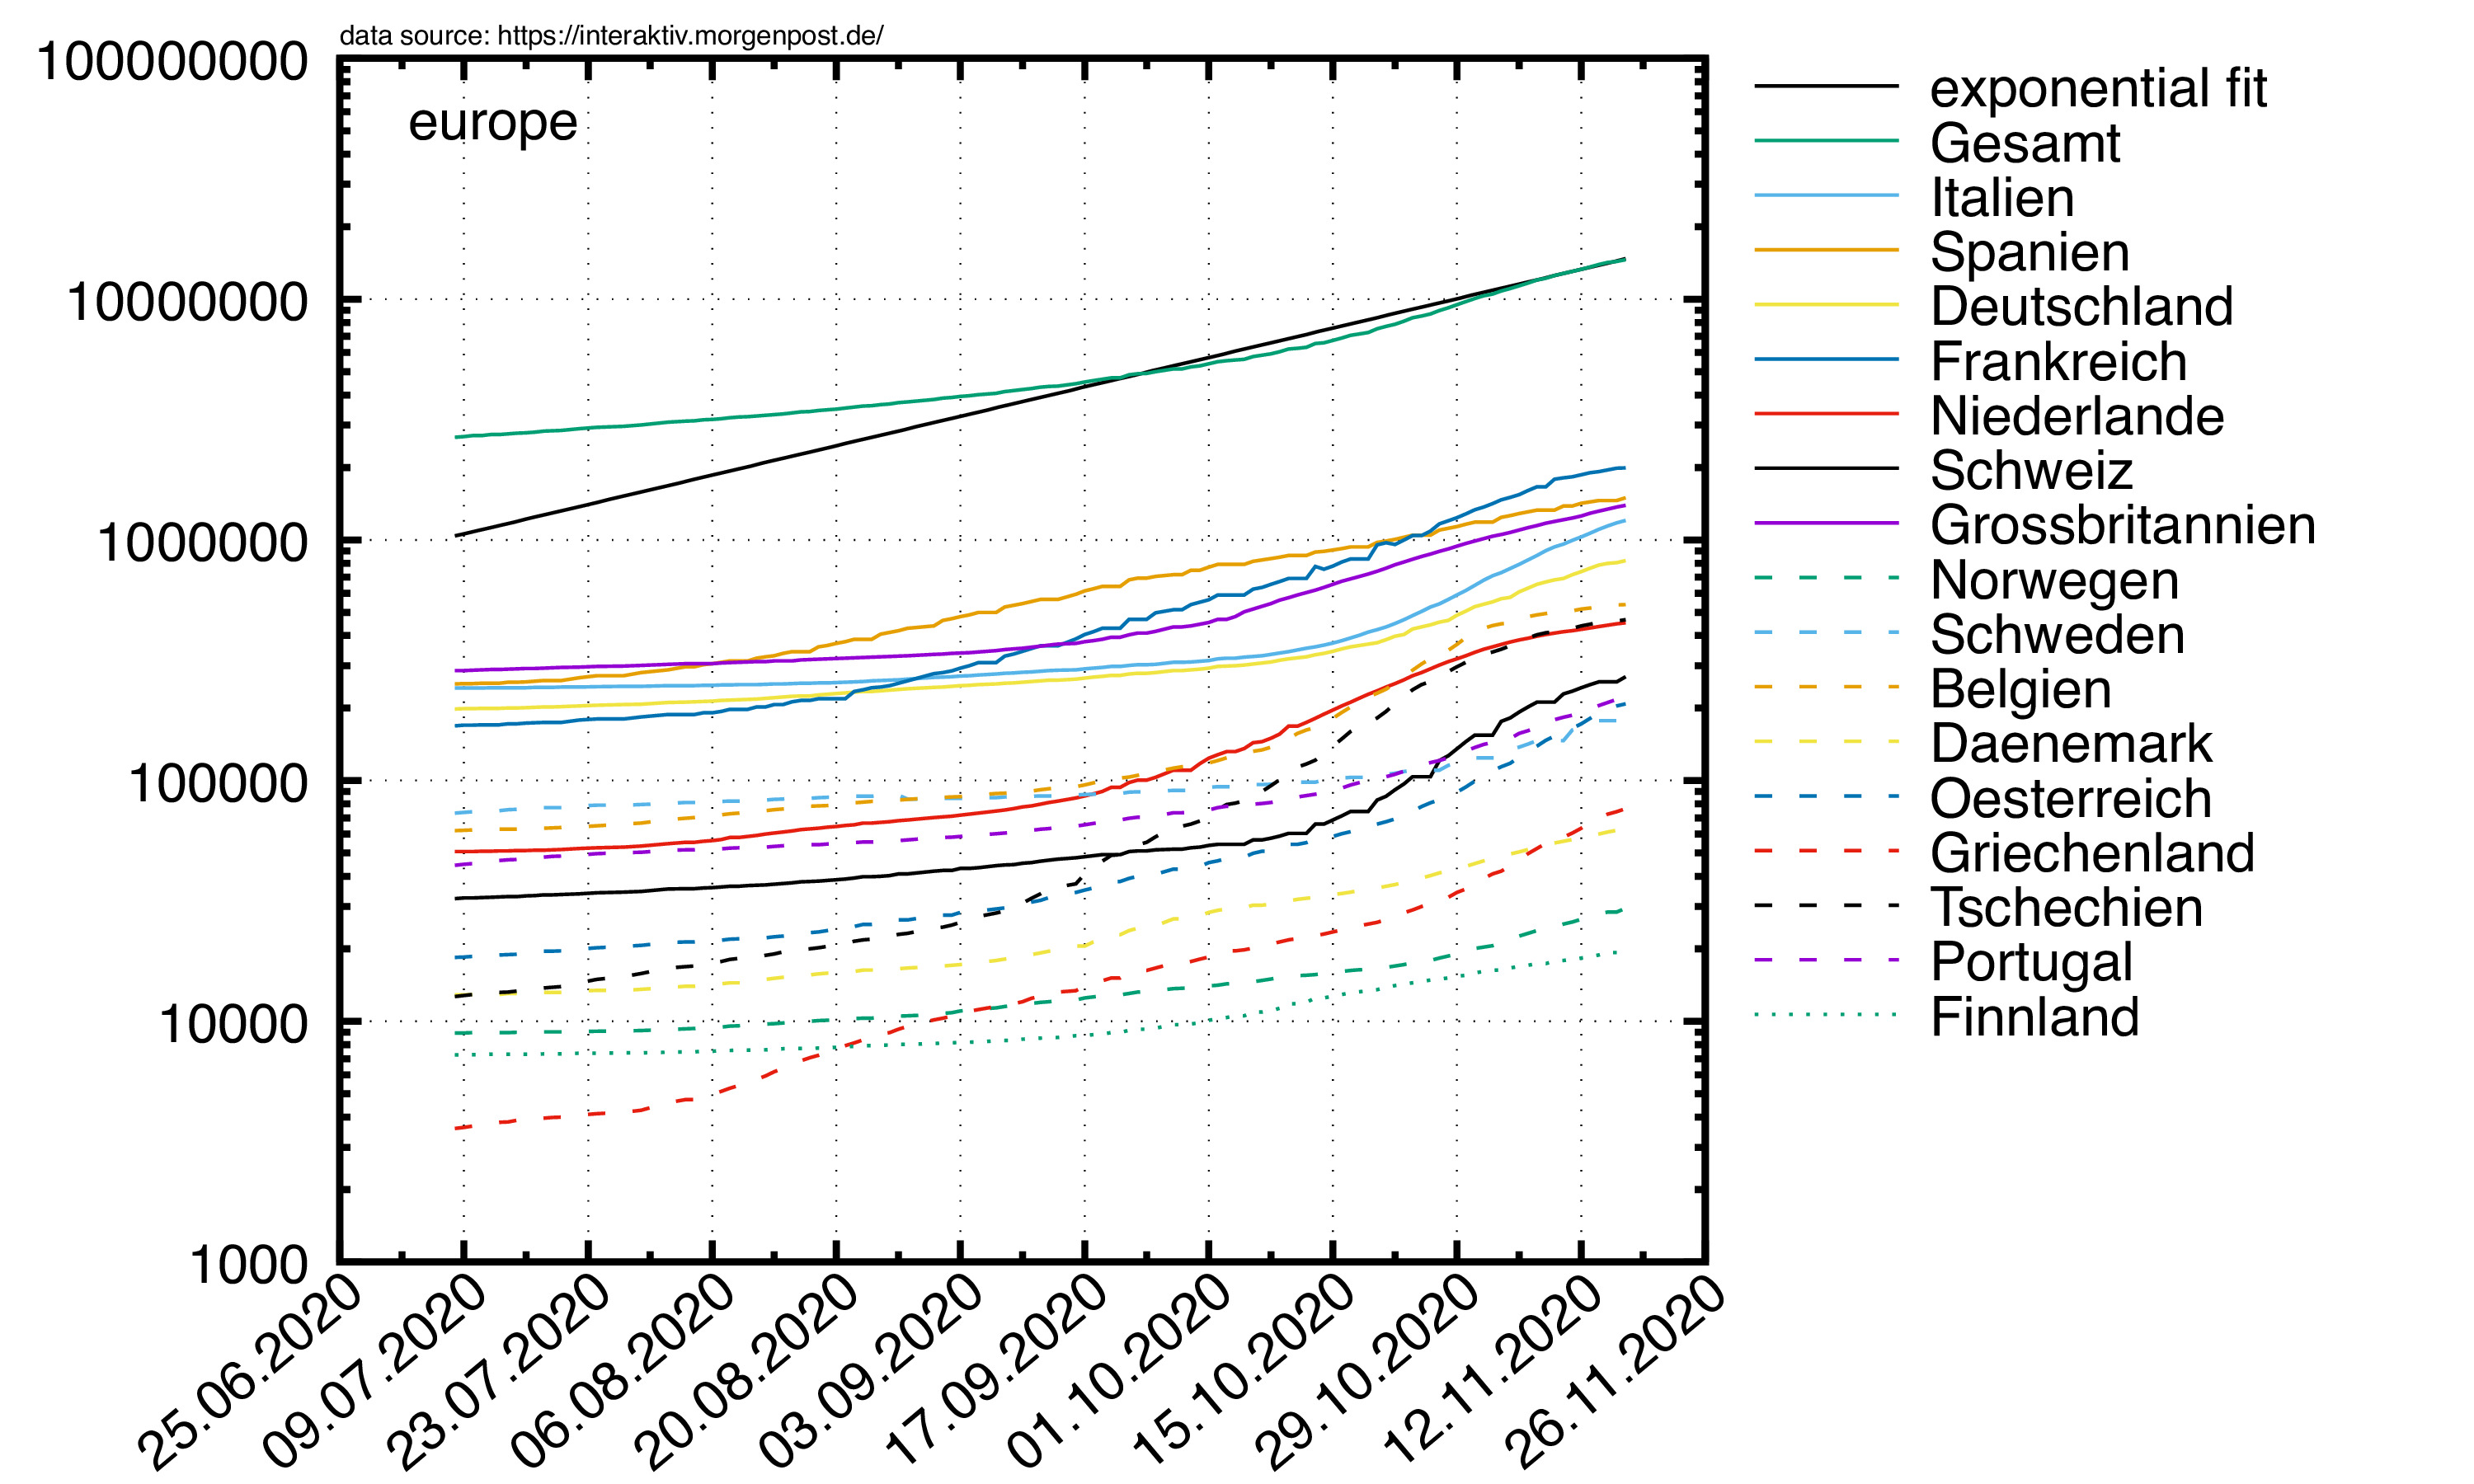 data source: https://interaktiv.morgenpost.de/
100000000
10000000
1000000
100000
10000
1000
europe
exponential fit
Gesamt
Italien
Spanien
Deutschland
Frankreich
Niederlande
Schweiz
Grossbritannien
Norwegen
Schweden
Belgien
Daenemark
Oesterreich
Griechenland
Tschechien
Portugal
Finnland
25.06.2020
09.07.2020
23.07.2020
06.08.2020
20.08.2020
03.09.2020
17.09.2020
01.10.2020
15.10.2020
29.10.2020
12.11.2020
26.11.2020